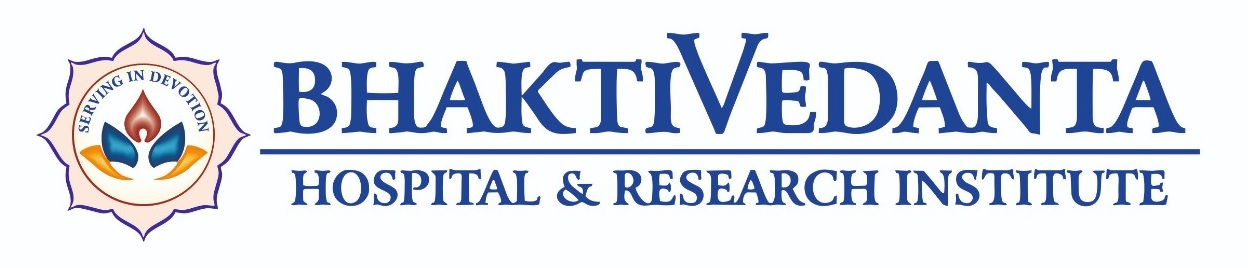 SERVING IN DEVOTION
BHAKTIVEDANTA
HOSPITAL & RESEARCH INSTITUTE